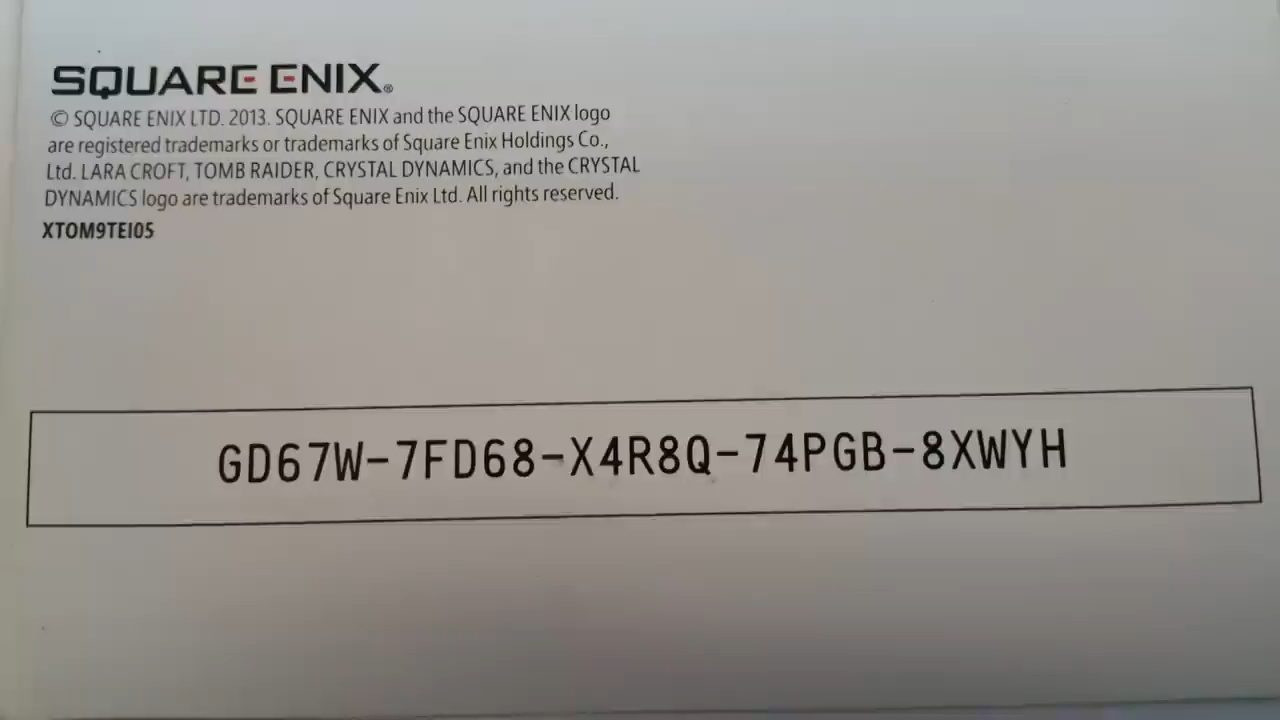 SQUARE ENIX®
© SQUARE ENIX LTD. 2013. SQUARE ENIX and the SQUARE ENIX logo
are registered trademarks or trademarks of Square Enix Holdings Co.,
Ltd. LARA CROFT, TOMB RAIDER, CRYSTAL DYNAMICS, and the CRYSTAL
DYNAMICS logo are trademarks of Square Enix Ltd. All rights reserved.
XTOM9TEI05
GD67W-7FD68-X4R8Q-74PGB-8XWYH